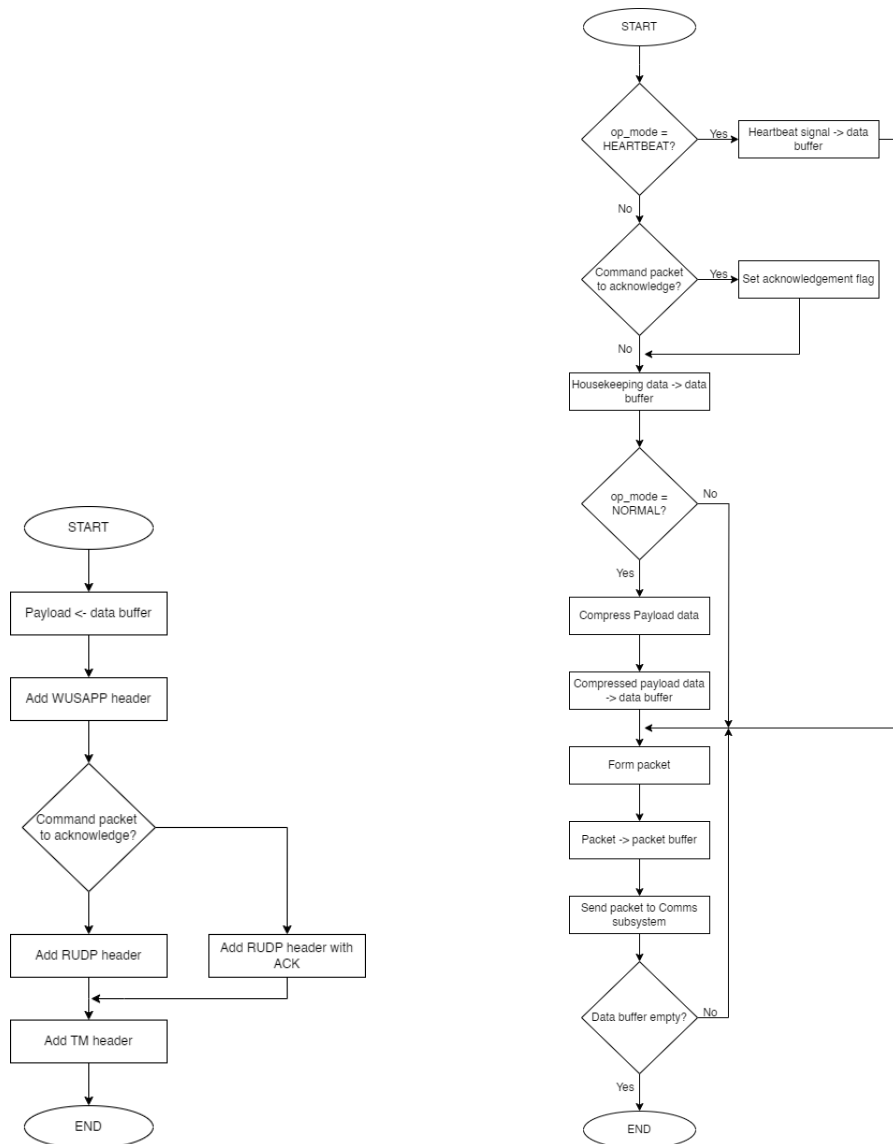 START
Payload <- data buffer
Add WUSAPP header
Command packet
to acknowledge?
Add RUDP header
Add RUDP header with
ACK
Add TM header
END
START
op_mode =
HEARTBEAT?
Yes
Heartbeat signal -> data
buffer
No
Command packet
to acknowledge?
Yes
Set acknowledgement flag
No
Housekeeping data -> data
buffer
op_mode =
NORMAL?
No
Yes
Compress Payload data
Compressed payload data
-> data buffer
Form packet
Packet -> packet buffer
Send packet to Comms
subsystem
Data buffer empty?
No
Yes
END